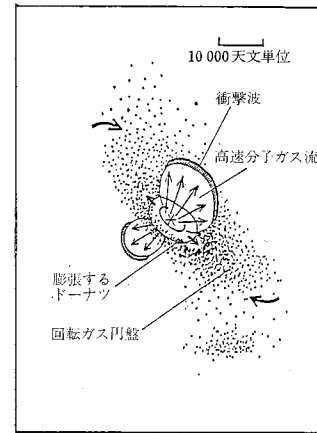 10 000天文単位
衝撃波
高速分子ガス流
膨張する
ドーナツ
回転ガス円盤